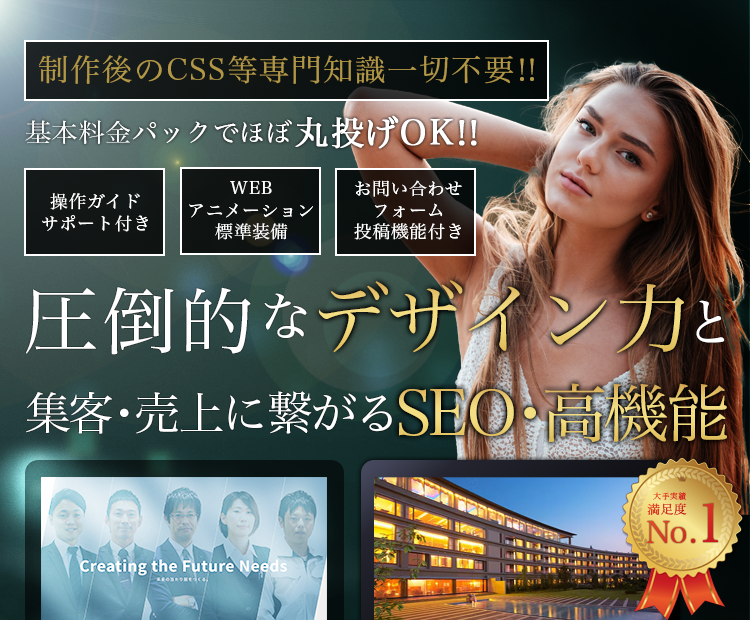 制作後のCSS等専門知識一切不要!!
基本料金パックでほぼ丸投げOK!!
操作ガイド
サポート付き
WEB
アニメーション
標準装備
お問い合わせ
フォーム
投稿機能付き
圧倒的なデザイン力と
集客・売上に繋がるSEO・高機能
Creating the Future Needs
大手実績
満足度
No.1